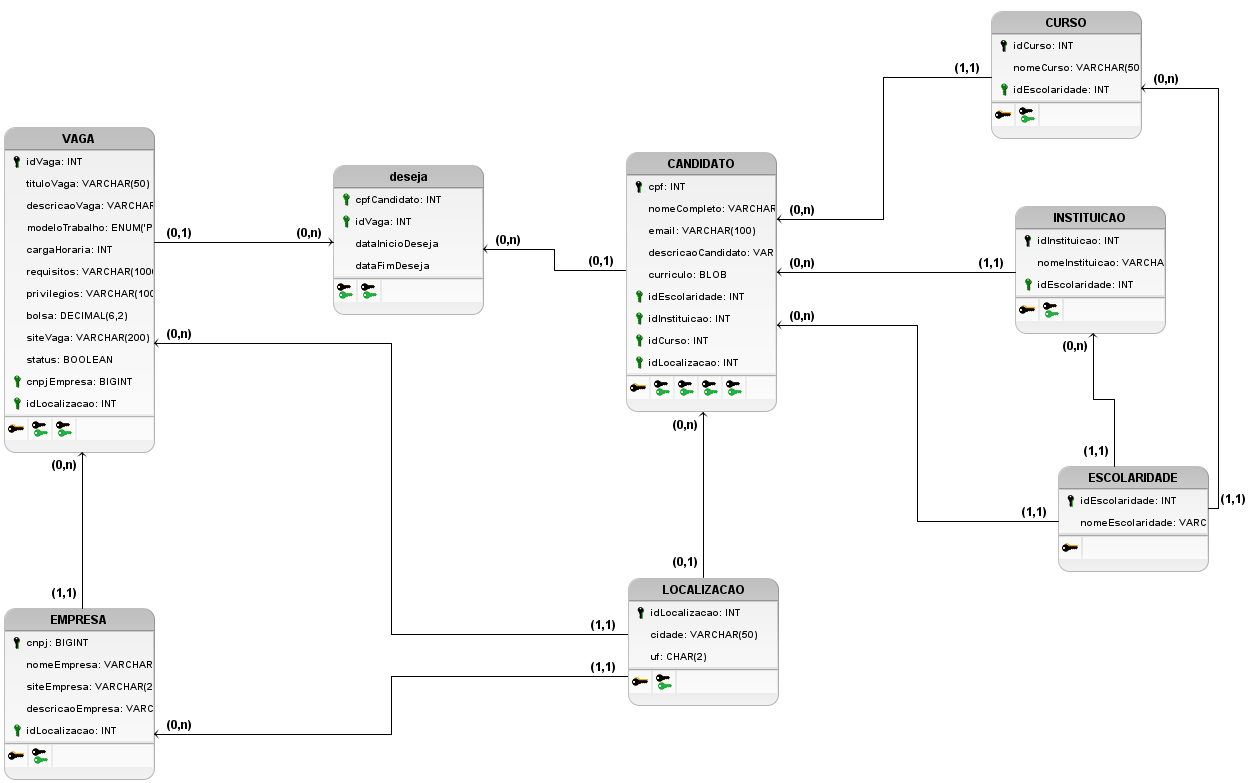 CURSO
idCurso: INT
nomeCurso: VARCHAR(50
idEscolaridade: INT
(1,1)
(0,n)
VAGA
idVaga: INT
tituloVaga: VARCHAR(50)
descricaoVaga: VARCHAR
modeloTrabalho: ENUM('P
cargaHoraria: INT
requisitos: VARCHAR(1000
privilegios: VARCHAR(100
bolsa: DECIMAL(6,2)
siteVaga: VARCHAR(200)
status: BOOLEAN
cnpjEmpresa: BIGINT
idLocalizacao: INT
(0,1)
(0,n)
(0,n)
(0,n)
deseja
cpfCandidato: INT
idVaga: INT
dataInicioDeseja
dataFimDeseja
(0,n)
(0,1)
CANDIDATO
cpf: INT
nomeCompleto: VARCHAR
email: VARCHAR(100)
descricaoCandidato: VAR
curriculo: BLOB
idEscolaridade: INT
idInstituicao: INT
idCurso: INT
idLocalizacao: INT
(0,n)
(0,n)
(0,n)
(0,n)
INSTITUICAO
idInstituicao: INT
nomeInstituicao: VARCHA
idEscolaridade: INT
(1,1)
(0,n)
(1,1)
ESCOLARIDADE
idEscolaridade: INT
nomeEscolaridade: VARC
(1,1)
(1,1)
(0,1)
LOCALIZACAO
idLocalizacao: INT
cidade: VARCHAR(50)
uf: CHAR(2)
(1,1)
(1,1)
(1,1)
EMPRESA
cnpj: BIGINT
nomeEmpresa: VARCHAR
siteEmpresa: VARCHAR(2
descricaoEmpresa: VARC
idLocalizacao: INT
(0,n)